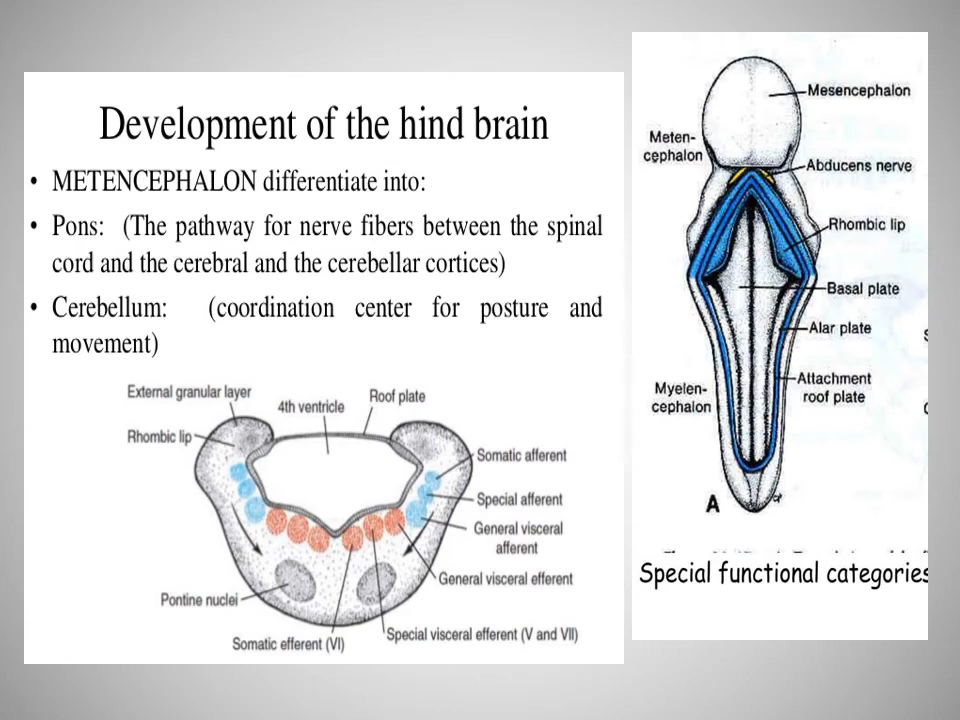 Development of the hind brain
• METENCEPHALON differentiate into:
• Pons: (The pathway for nerve fibers between the spinal
cord and the cerebral and the cerebellar cortices)
• Cerebellum: (coordination center for posture and
movement)
External granular layer
4th ventricle
Roof plate
Rhombic lip
Somatic afferent
Special afferent
General visceral
afferent
General visceral efferent
Pontine nuclei
Special visceral efferent (V and VII)
Somatic efferent (VI)
Mesencephalon
Meten-
cephalon
Abducens nerve
Rhombic lip
Basal plate
Alar plate
Attachment
roof plate
Myelen-
cephalon
A
Special functional categories